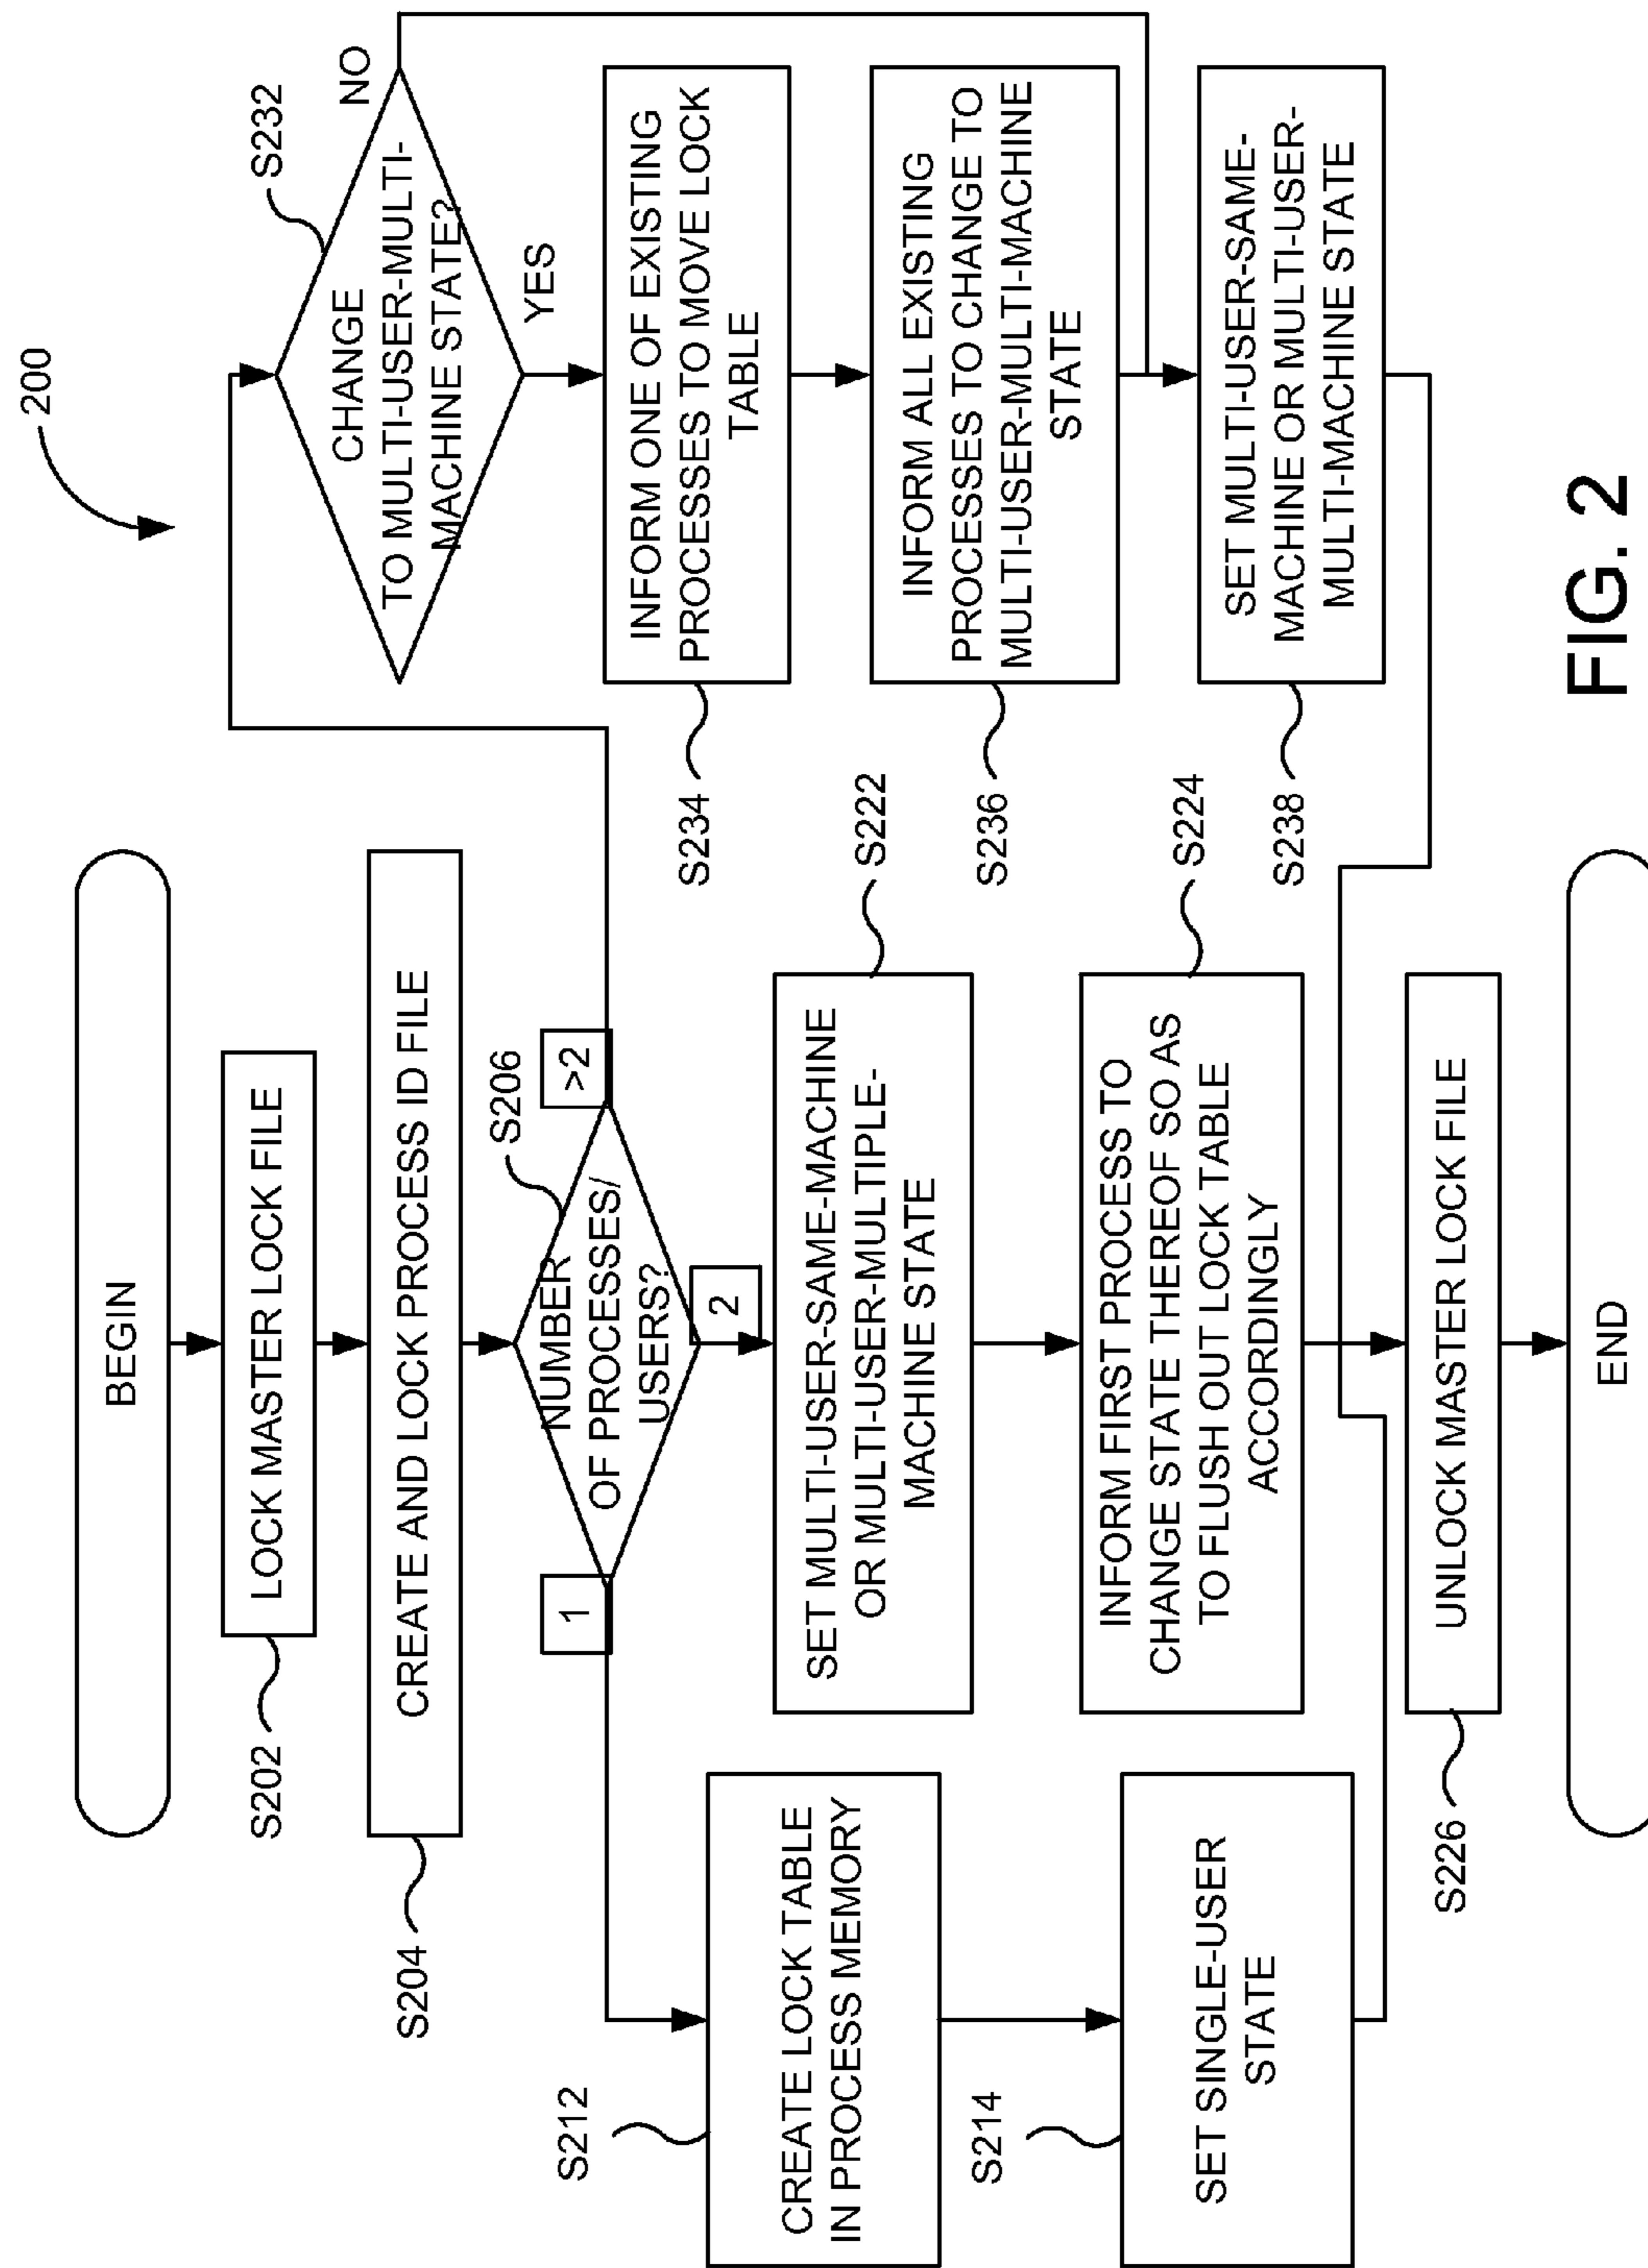 200
BEGIN
LOCK MASTER LOCK FILE
S202
CREATE AND LOCK PROCESS ID FILE
S204
NUMBER
OF PROCESSES/
USERS?
S206
1
2
>2
CREATE LOCK TABLE
IN PROCESS MEMORY
S212
SET SINGLE-USER
STATE
S214
SET MULTI-USER-SAME-MACHINE
OR MULTI-USER-MULTIPLE-
MACHINE STATE
S222
INFORM FIRST PROCESS TO
CHANGE STATE THEREOF SO AS
TO FLUSH OUT LOCK TABLE
ACCORDINGLY
S224
UNLOCK MASTER LOCK FILE
S226
END
CHANGE
TO MULTI-USER-MULTI-
MACHINE STATE?
S232
NO
YES
INFORM ONE OF EXISTING
PROCESSES TO MOVE LOCK
TABLE
S234
INFORM ALL EXISTING
PROCESSES TO CHANGE TO
MULTI-USER-MULTI-MACHINE
STATE
S236
SET MULTI-USER-SAME-
MACHINE OR MULTI-USER-
MULTI-MACHINE STATE
S238
FIG. 2